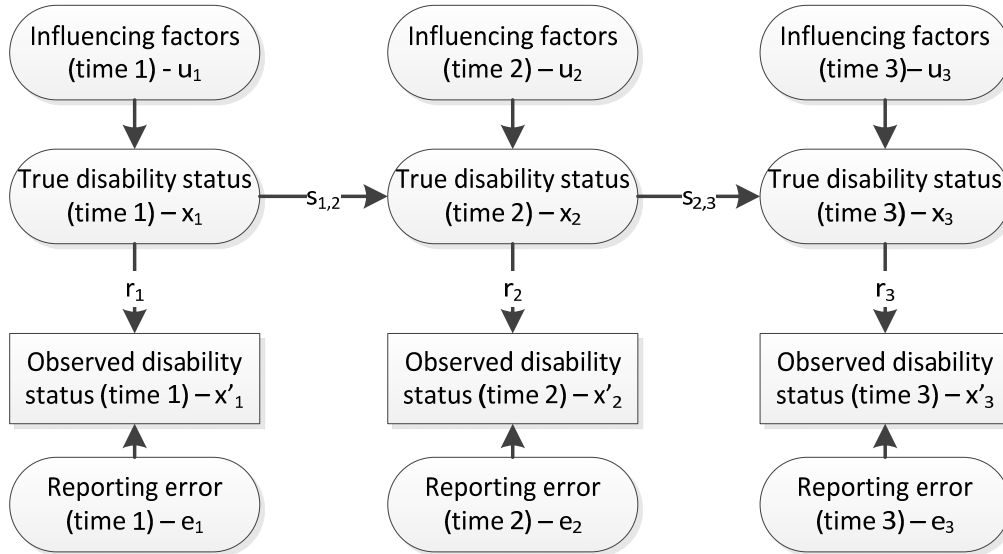 Influencing factors
(time 1) - u₁
Influencing factors
(time 2) – u₂
Influencing factors
(time 3)– u₃
True disability status
(time 1) – x₁
s₁,₂
True disability status
(time 2) – x₂
s₂,₃
True disability status
(time 3) – x₃
r₁
r₂
r₃
Observed disability
status (time 1) – x'₁
Observed disability
status (time 2) – x'₂
Observed disability
status (time 3) – x'₃
Reporting error
(time 1) – e₁
Reporting error
(time 2) – e₂
Reporting error
(time 3) – e₃